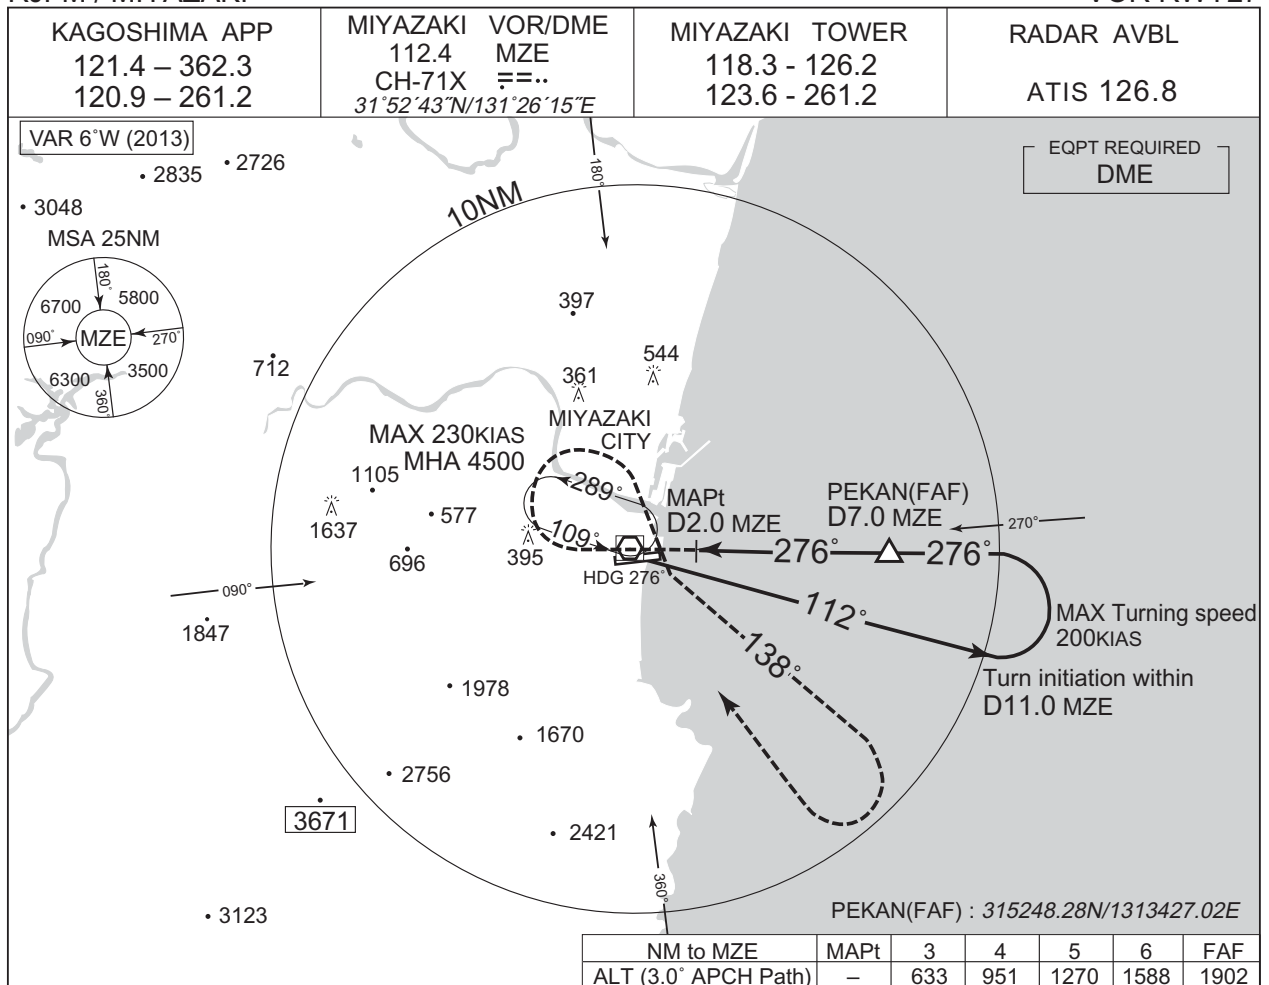 KAGOSHIMA APP
121.4 – 362.3
120.9 – 261.2
MIYAZAKI VOR/DME
112.4 MZE
CH-71X
31˚52´43˝N/131˚26´15˝E
MIYAZAKI TOWER
118.3 - 126.2
123.6 - 261.2
RADAR AVBL
ATIS 126.8
VAR 6˚W (2013)
EQPT REQUIRED
DME
2835
2726
3048
MSA 25NM
180˚
6700
5800
090˚
MZE
270˚
6300
3500
360˚
10NM
180˚
397
712
544
361
MIYAZAKI
CITY
MAX 230KIAS
MHA 4500
1105
289˚
1637
577
109˚
395
696
HDG 276˚
MAPt
D2.0 MZE
PEKAN(FAF)
D7.0 MZE
270˚
276˚
276˚
090˚
112˚
MAX Turning speed
200KIAS
1847
138˚
Turn initiation within
D11.0 MZE
1978
1670
2756
3671
2421
360˚
3123
PEKAN(FAF) : 315248.28N/1313427.02E
NM to MZE MAPt 3 4 5 6 FAF
ALT (3.0˚ APCH Path) – 633 951 1270 1588 1902